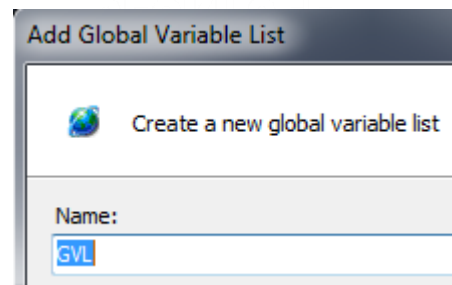 Add Global Variable List
Create a new global variable list
Name:
GVL